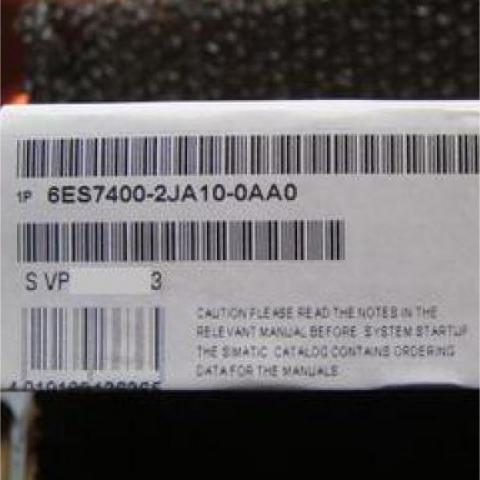 1P 6ES7400-2JA10-0AA0
S VP 3
CAUTION PLEASE READ THE NOTES IN THE
RELEVANT MANUAL BEFORE SYSTEM STARTUP
THE SIMATIC CATALOG CONTAINS ORDERING
DATA FOR THE MANUALS